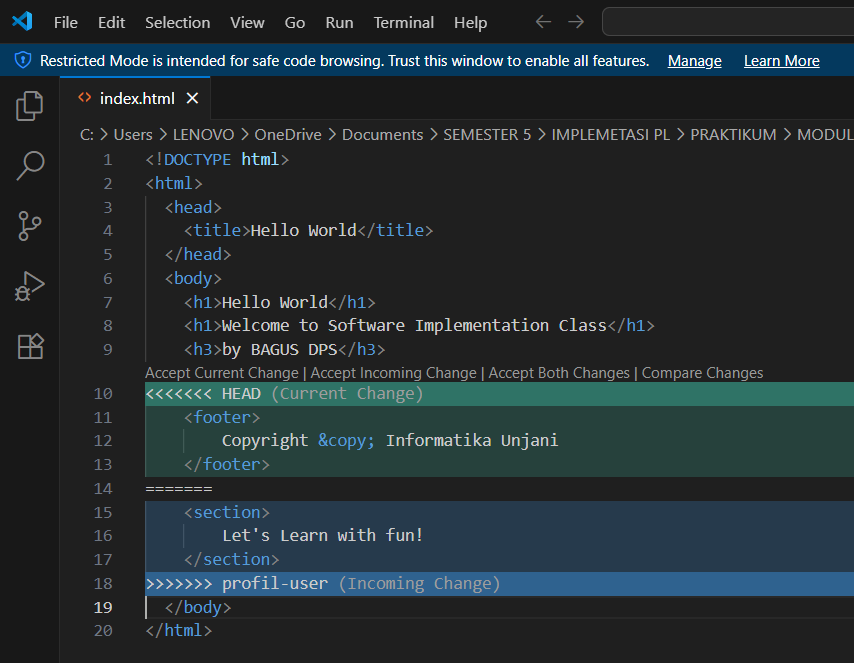 File Edit Selection View Go Run Terminal Help
Restricted Mode is intended for safe code browsing. Trust this window to enable all features. Manage Learn More
index.html
C: > Users > LENOVO > OneDrive > Documents > SEMESTER 5 > IMPLEMETASI PL > PRAKTIKUM > MODUL
1 <!DOCTYPE html>
2 <html>
3 <head>
4 <title>Hello World</title>
5 </head>
6 <body>
7 <h1>Hello World</h1>
8 <h1>Welcome to Software Implementation Class</h1>
9 <h3>by BAGUS DPS</h3>
Accept Current Change | Accept Incoming Change | Accept Both Changes | Compare Changes
10 <<<<<<< HEAD (Current Change)
11 <footer>
12 Copyright &copy; Informatika Unjani
13 </footer>
14 =======
15 <section>
16 Let's Learn with fun!
17 </section>
18 >>>>>>> profil-user (Incoming Change)
19 </body>
20 </html>